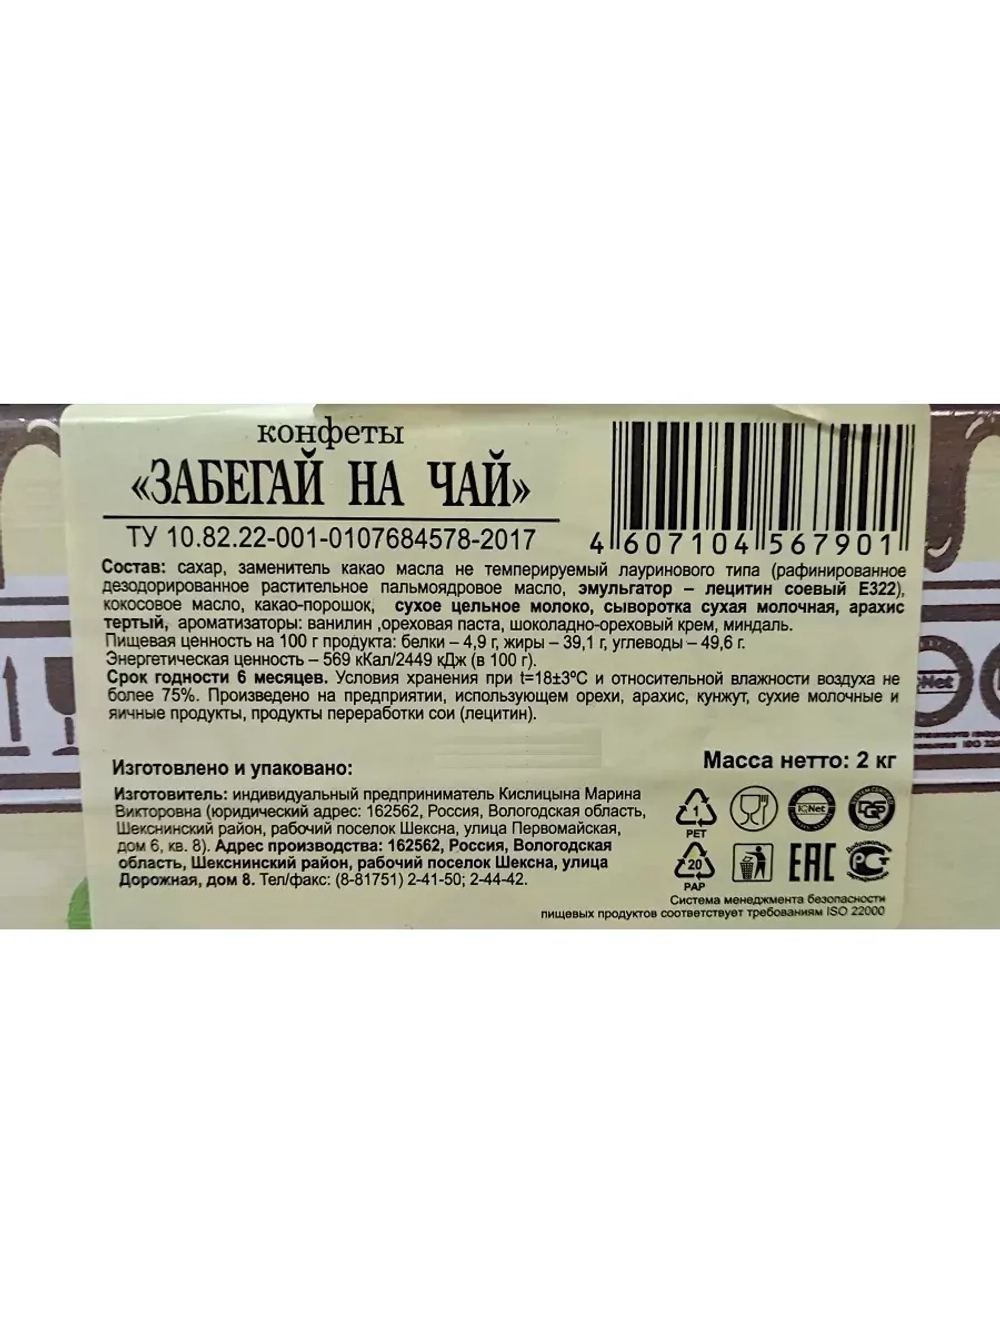 конфеты
«ЗАБЕГАЙ НА ЧАЙ»
ТУ 10.82.22-001-0107684578-2017
4 607104 567901
Состав: сахар, заменитель какао масла не темперируемый лауринового типа (рафинированное
дезодорированное растительное пальмоядровое масло, эмульгатор – лецитин соевый Е322),
кокосовое масло, какао-порошок, сухое цельное молоко, сыворотка сухая молочная, арахис
тертый, ароматизаторы: ванилин ,ореховая паста, шоколадно-ореховый крем, миндаль.
Пищевая ценность на 100 г продукта: белки – 4,9 г, жиры – 39,1 г, углеводы – 49,6 г.
Энергетическая ценность – 569 кКал/2449 кДж (в 100 г).
Срок годности 6 месяцев. Условия хранения при t=18±3°С и относительной влажности воздуха не
более 75%. Произведено на предприятии, использующем орехи, арахис, кунжут, сухие молочные и
яичные продукты, продукты переработки сои (лецитин).
Изготовлено и упаковано:
Масса нетто: 2 кг
Изготовитель: индивидуальный предприниматель Кислицына Марина
Викторовна (юридический адрес: 162562, Россия, Вологодская область,
Шекснинский район, рабочий поселок Шексна, улица Первомайская,
дом 6, кв. 8). Адрес производства: 162562, Россия, Вологодская
область, Шекснинский район, рабочий поселок Шексна, улица
Дорожная, дом 8. Тел/факс: (8-81751) 2-41-50; 2-44-42.
1
PET
IQNet
20
PAP
ЕАС
Система менеджмента безопасности
пищевых продуктов соответствует требованиям ISO 22000